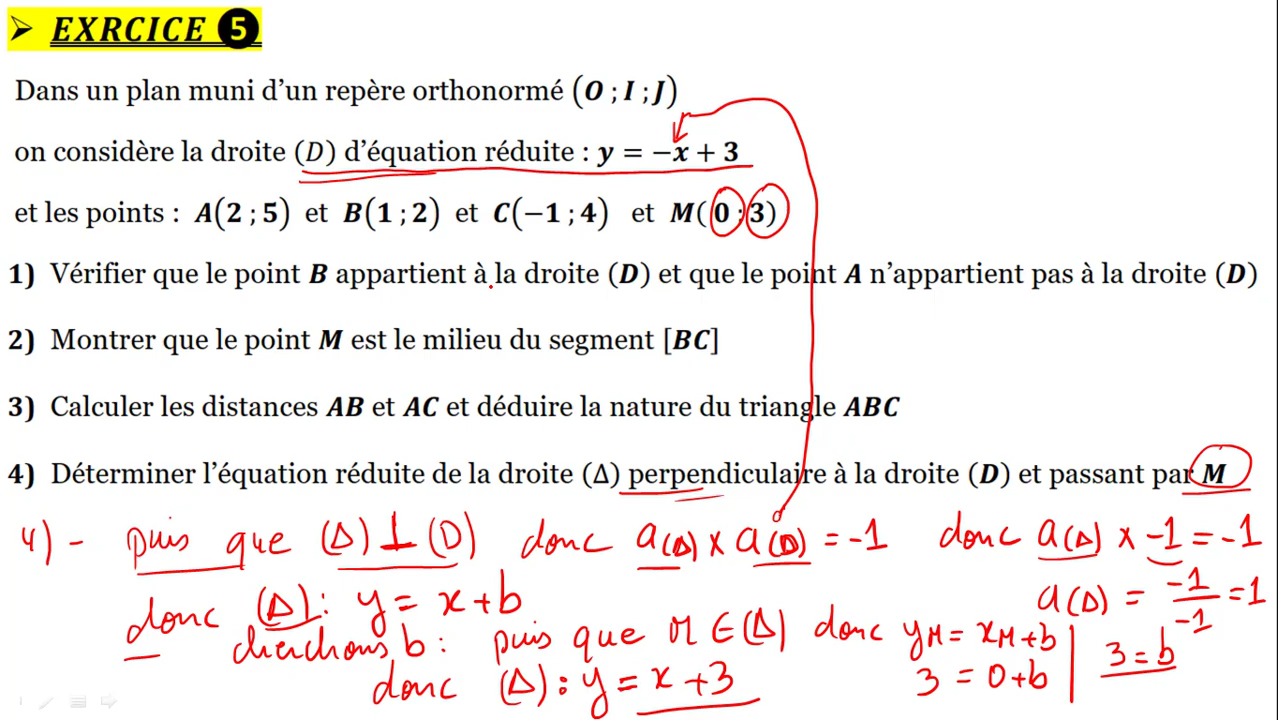 ➢ EXRCICE 5
Dans un plan muni d'un repère orthonormé (O ; I ; J)
on considère la droite (D) d'équation réduite : y = −x + 3
et les points : A(2 ; 5) et B(1 ; 2) et C(−1 ; 4) et M( 0 ; 3)
1) Vérifier que le point B appartient à la droite (D) et que le point A n'appartient pas à la droite (D)
2) Montrer que le point M est le milieu du segment [BC]
3) Calculer les distances AB et AC et déduire la nature du triangle ABC
4) Déterminer l'équation réduite de la droite (Δ) perpendiculaire à la droite (D) et passant par M
4) - puis que (Δ) ⊥ (D) donc a(Δ) × a(D) = -1 donc a(Δ) × -1 = -1
a(Δ) = -1/-1 = 1
donc (Δ): y = x + b
cherchons b : puis que M ∈ (Δ) donc yM = xM + b
3 = 0 + b
3 = b
donc (Δ) : y = x + 3